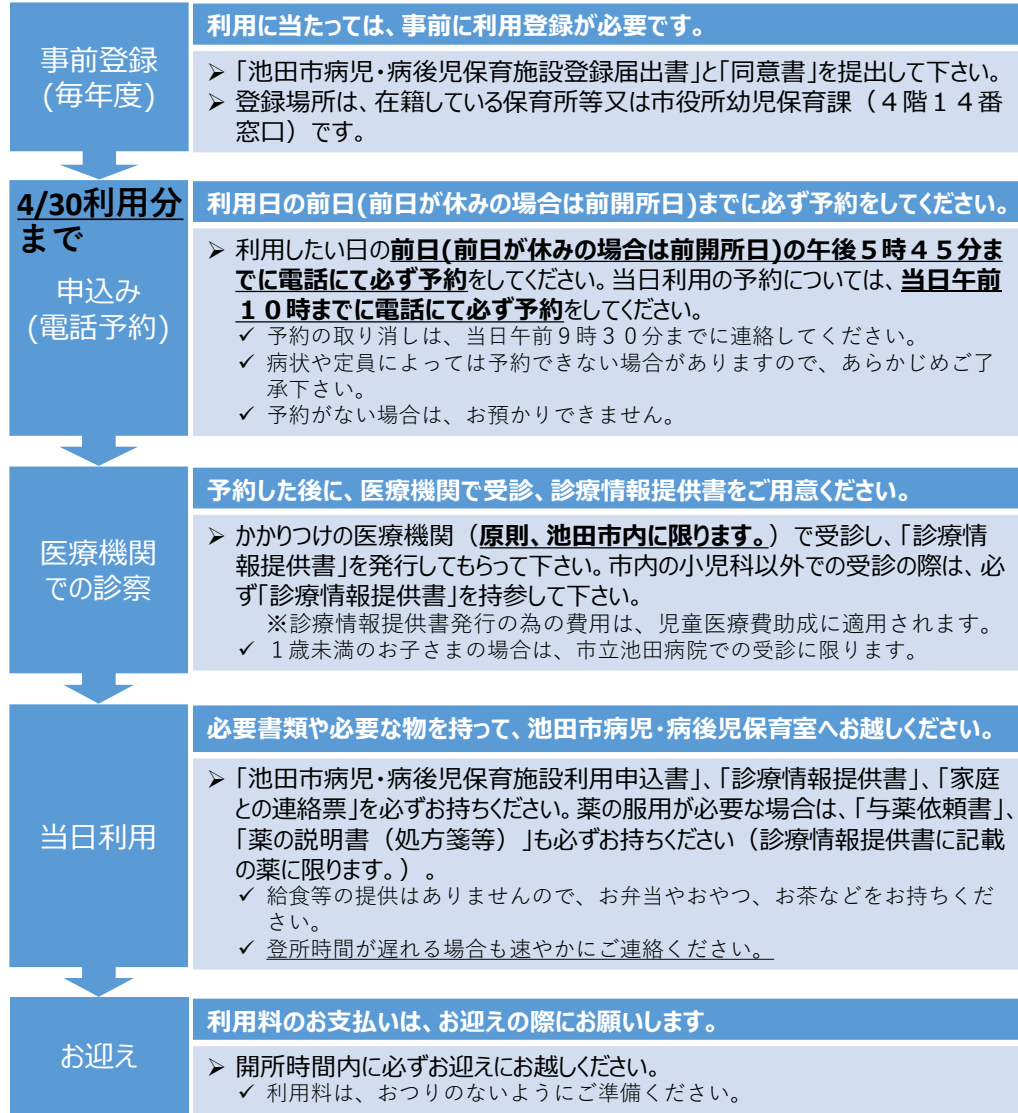 事前登録
(毎年度)
利用に当たっては、事前に利用登録が必要です。
➢ 「池田市病児・病後児保育施設登録届出書」と「同意書」を提出して下さい。
➢ 登録場所は、在籍している保育所等又は市役所幼児保育課（４階１４番
窓口）です。
4/30利用分
まで
申込み
(電話予約)
利用日の前日(前日が休みの場合は前開所日)までに必ず予約をしてください。
➢ 利用したい日の前日(前日が休みの場合は前開所日)の午後５時４５分ま
でに電話にて必ず予約をしてください。当日利用の予約については、当日午前
１０時までに電話にて必ず予約をしてください。
✓ 予約の取り消しは、当日午前９時３０分までに連絡してください。
✓ 病状や定員によっては予約できない場合がありますので、あらかじめご了
承下さい。
✓ 予約がない場合は、お預かりできません。
医療機関
での診察
予約した後に、医療機関で受診、診療情報提供書をご用意ください。
➢ かかりつけの医療機関（原則、池田市内に限ります。）で受診し、「診療情
報提供書」を発行してもらって下さい。市内の小児科以外での受診の際は、必
ず「診療情報提供書」を持参して下さい。
※診療情報提供書発行の為の費用は、児童医療費助成に適用されます。
✓ １歳未満のお子さまの場合は、市立池田病院での受診に限ります。
当日利用
必要書類や必要な物を持って、池田市病児・病後児保育室へお越しください。
➢ 「池田市病児・病後児保育施設利用申込書」、「診療情報提供書」、「家庭
との連絡票」を必ずお持ちください。薬の服用が必要な場合は、「与薬依頼書」、
「薬の説明書（処方箋等）」も必ずお持ちください（診療情報提供書に記載
の薬に限ります。）。
✓ 給食等の提供はありませんので、お弁当やおやつ、お茶などをお持ちくだ
さい。
✓ 登所時間が遅れる場合も速やかにご連絡ください。
お迎え
利用料のお支払いは、お迎えの際にお願いします。
➢ 開所時間内に必ずお迎えにお越しください。
✓ 利用料は、おつりのないようにご準備ください。